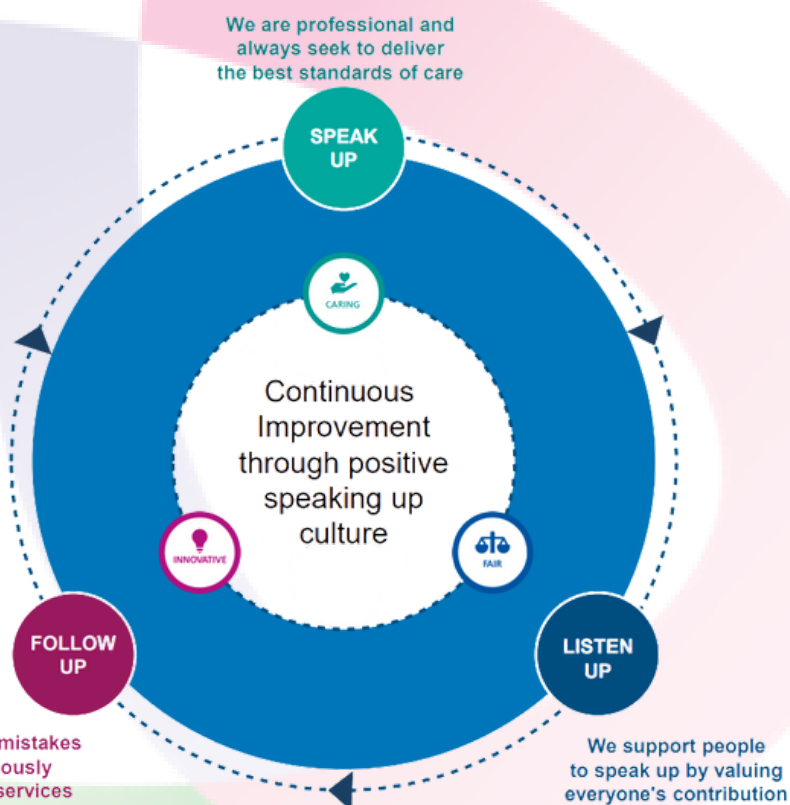 We are professional and
always seek to deliver
the best standards of care
SPEAK
UP
CARING
Continuous
Improvement
through positive
speaking up
culture
INNOVATIVE
FAIR
FOLLOW
UP
LISTEN
UP
mistakes
ously
services
We support people
to speak up by valuing
everyone's contribution